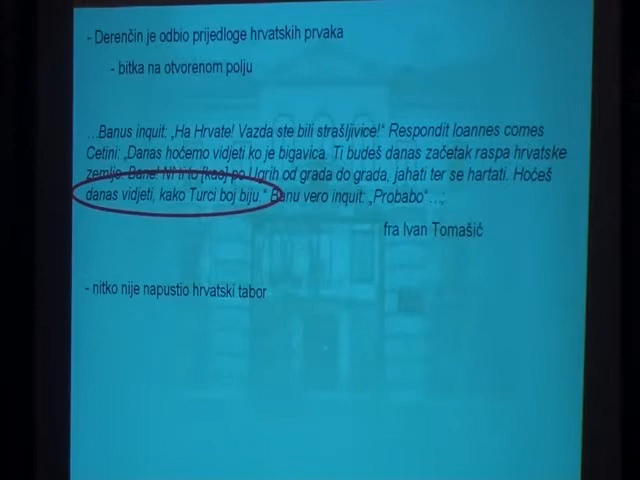 - Derenčin je odbio prijedloge hrvatskih prvaka
- bitka na otvorenom polju
...Banus inquit: „Ha Hrvate! Vazda ste bili strašljivice!“ Respondit Ioannes comes
Cetini: „Danas hoćemo vidjeti ko je bigavica. Ti budeš danas začetak raspa hrvatske
zemlje. Bane! Ni ti to [kao] po Ugrih od grada do grada, jahati ter se hartati. Hoćeš
danas vidjeti, kako Turci boj biju.“ Banu vero inquit: „Probabo“...;
fra Ivan Tomašić
- nitko nije napustio hrvatski tabor